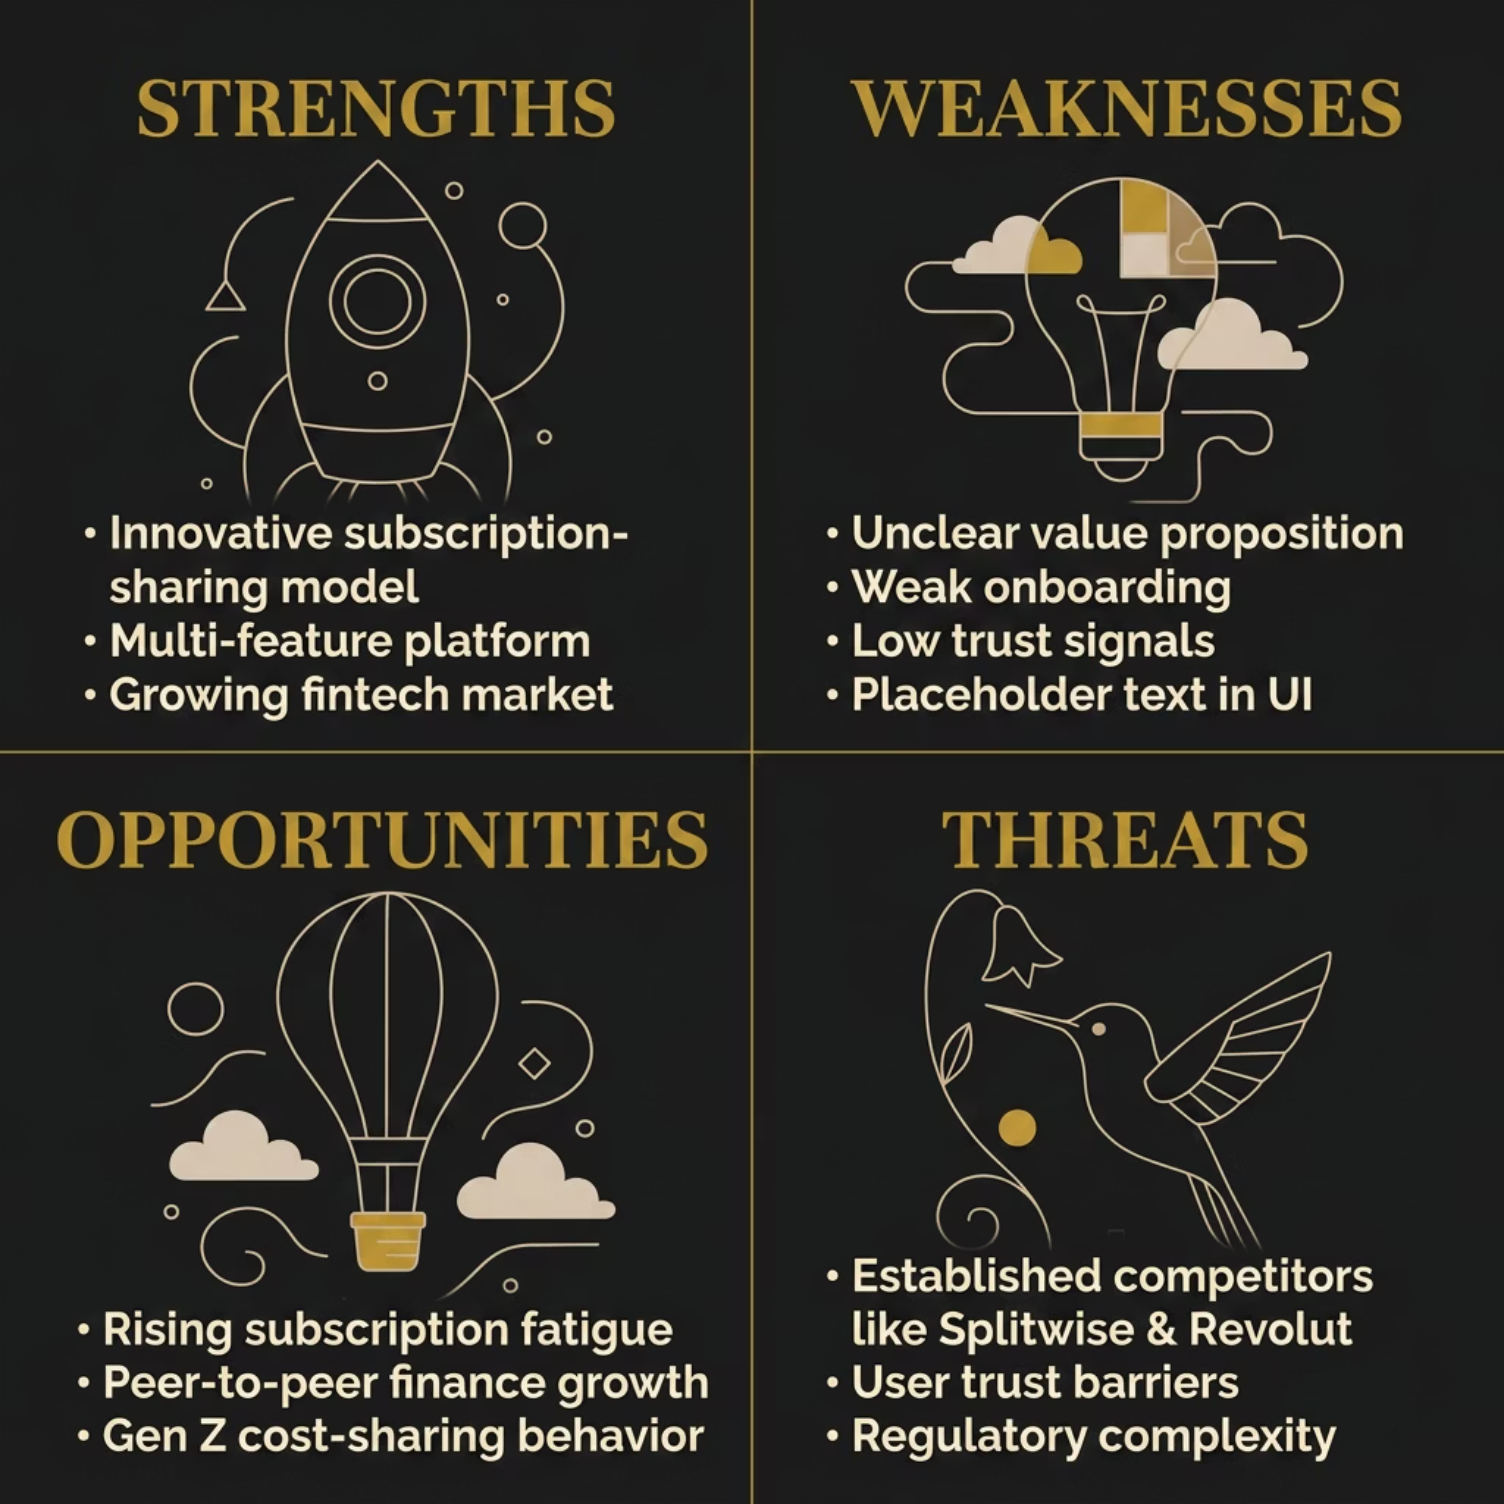 STRENGTHS
• Innovative subscription-
sharing model
• Multi-feature platform
• Growing fintech market
WEAKNESSES
• Unclear value proposition
• Weak onboarding
• Low trust signals
• Placeholder text in UI
OPPORTUNITIES
• Rising subscription fatigue
• Peer-to-peer finance growth
• Gen Z cost-sharing behavior
THREATS
• Established competitors
like Splitwise & Revolut
• User trust barriers
• Regulatory complexity